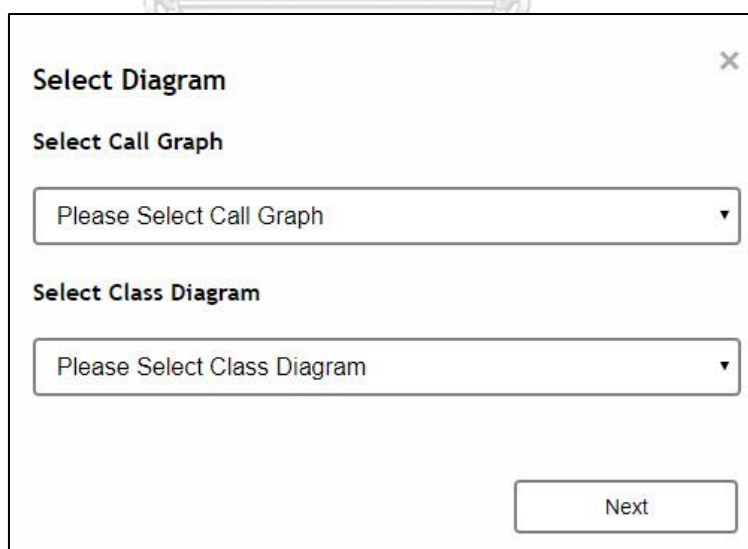 Select Diagram
Select Call Graph
Please Select Call Graph
Select Class Diagram
Please Select Class Diagram
Next